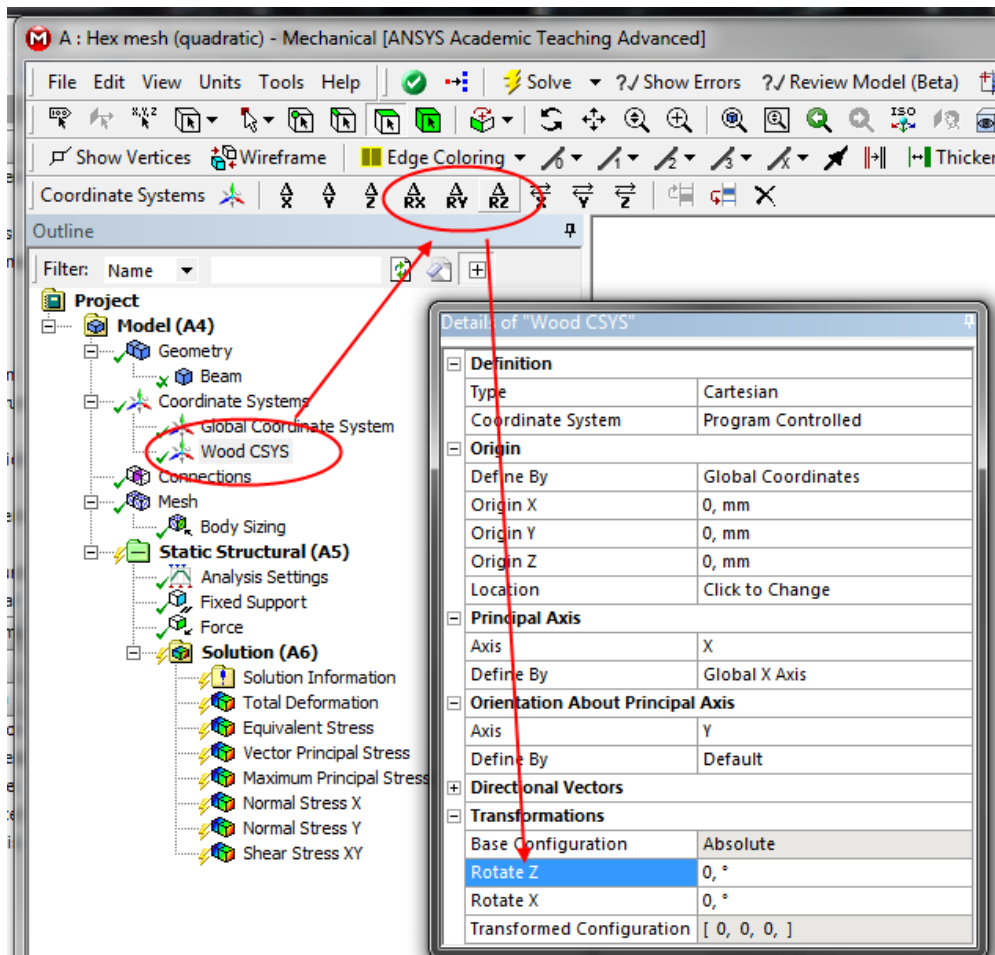 A : Hex mesh (quadratic) - Mechanical [ANSYS Academic Teaching Advanced]
File Edit View Units Tools Help Solve ?/ Show Errors ?/ Review Model (Beta)
Show Vertices Wireframe Edge Coloring Thicken
Coordinate Systems X Y Z RX RY RZ X Y Z
Outline
Filter: Name
Project
Model (A4)
Geometry
Beam
Coordinate Systems
Global Coordinate System
Wood CSYS
Connections
Mesh
Body Sizing
Static Structural (A5)
Analysis Settings
Fixed Support
Force
Solution (A6)
Solution Information
Total Deformation
Equivalent Stress
Vector Principal Stress
Maximum Principal Stress
Normal Stress X
Normal Stress Y
Shear Stress XY
Details of "Wood CSYS"
Definition
Type Cartesian
Coordinate System Program Controlled
Origin
Define By Global Coordinates
Origin X 0, mm
Origin Y 0, mm
Origin Z 0, mm
Location Click to Change
Principal Axis
Axis X
Define By Global X Axis
Orientation About Principal Axis
Axis Y
Define By Default
Directional Vectors
Transformations
Base Configuration Absolute
Rotate Z 0, °
Rotate X 0, °
Transformed Configuration [ 0, 0, 0, ]